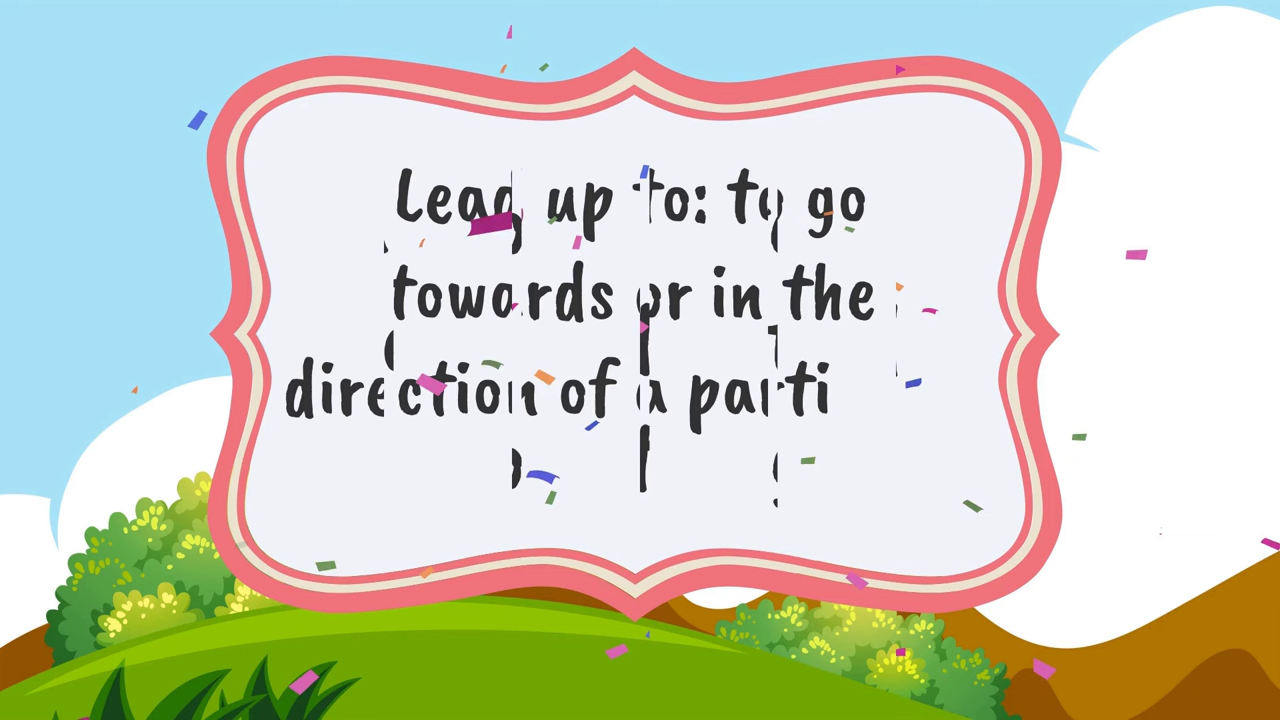 Lead up to: to go
towards or in the
direction of a parti